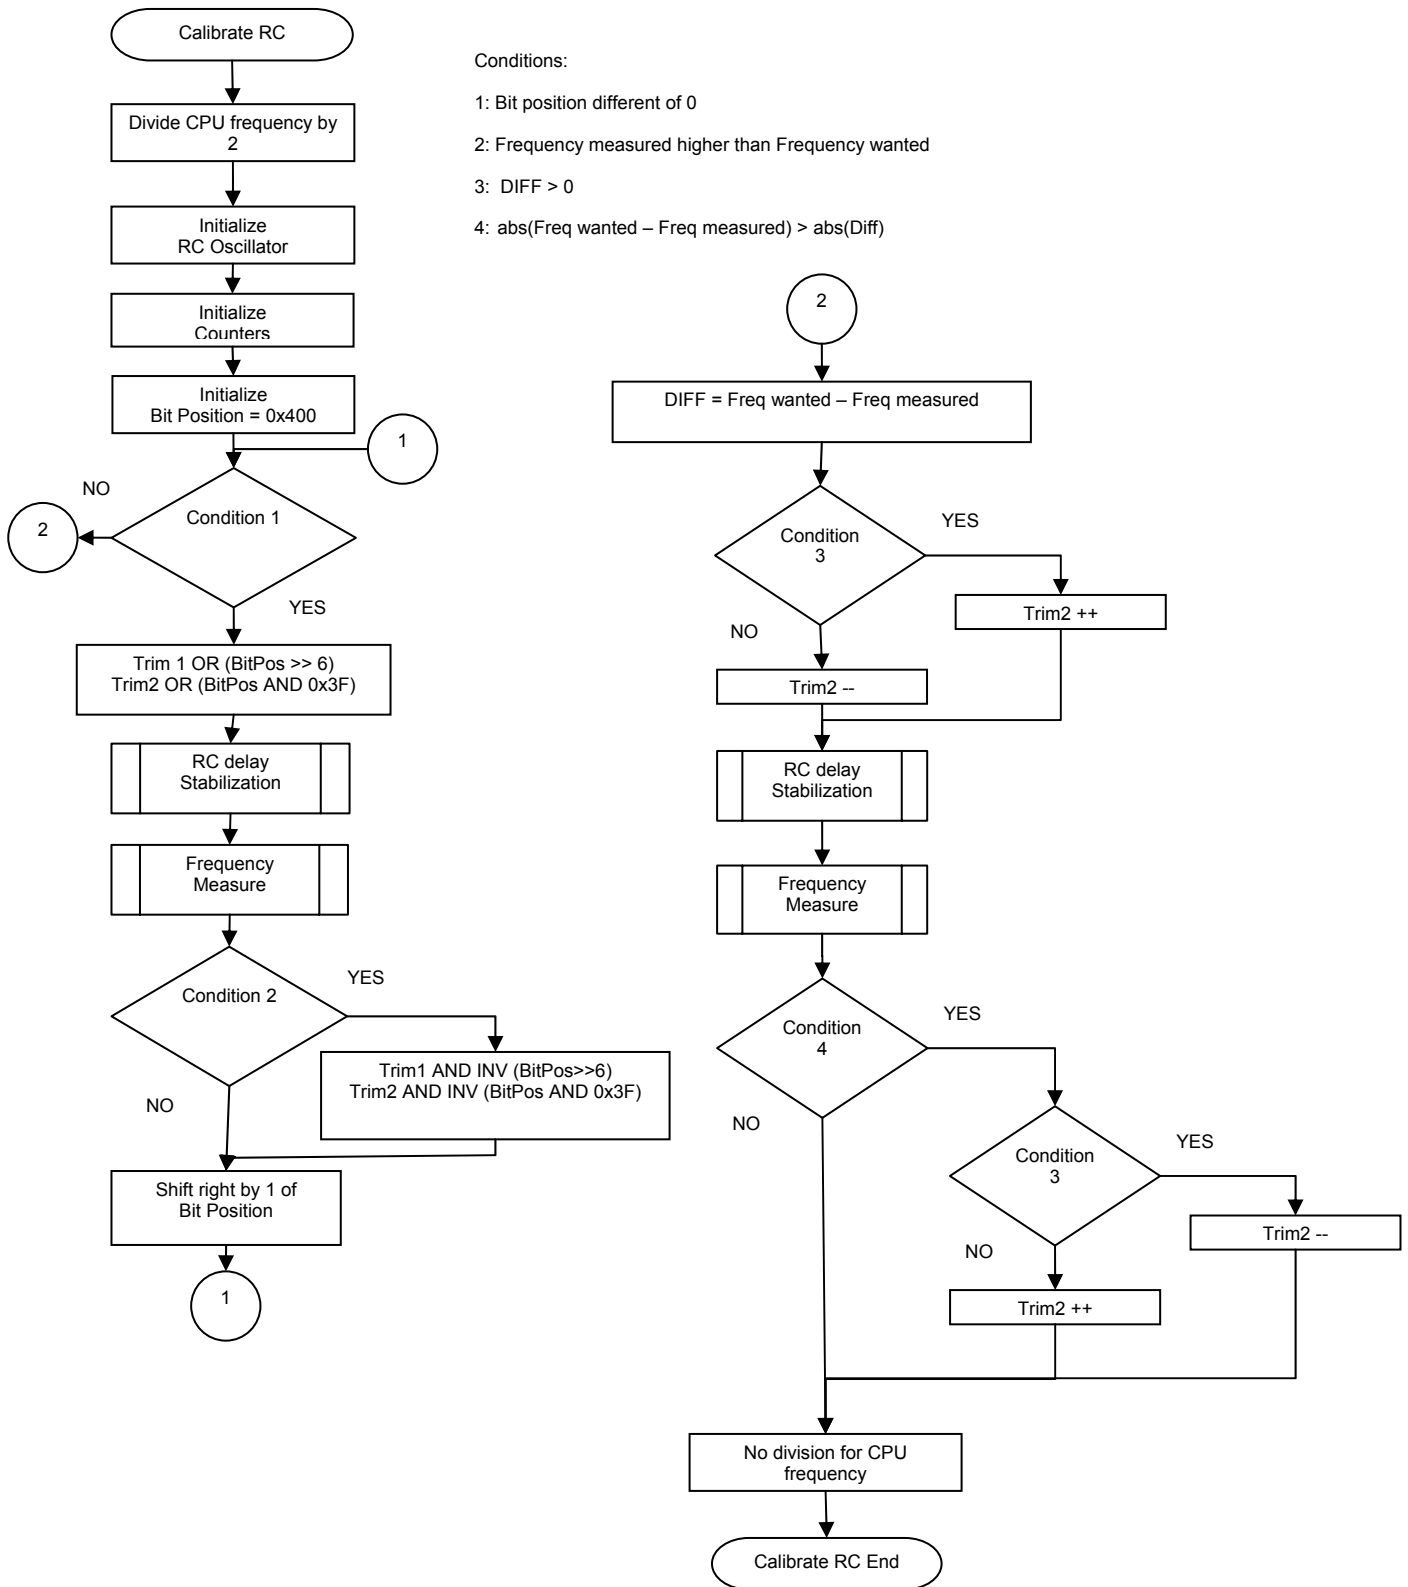 Calibrate RC
Divide CPU frequency by
2
Initialize
RC Oscillator
Initialize
Counters
Initialize
Bit Position = 0x400
1
NO
Condition 1
2
YES
Trim 1 OR (BitPos >> 6)
Trim2 OR (BitPos AND 0x3F)
RC delay
Stabilization
Frequency
Measure
Condition 2
YES
Trim1 AND INV (BitPos>>6)
Trim2 AND INV (BitPos AND 0x3F)
NO
Shift right by 1 of
Bit Position
1
Conditions:
1: Bit position different of 0
2: Frequency measured higher than Frequency wanted
3: DIFF > 0
4: abs(Freq wanted – Freq measured) > abs(Diff)
2
DIFF = Freq wanted – Freq measured
Condition
3
YES
Trim2 ++
NO
Trim2 --
RC delay
Stabilization
Frequency
Measure
Condition
4
YES
NO
Condition
3
YES
Trim2 --
NO
Trim2 ++
No division for CPU
frequency
Calibrate RC End